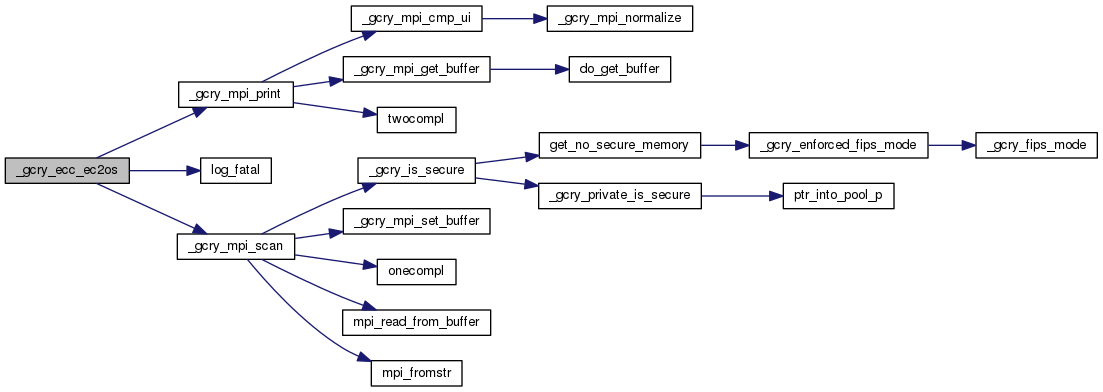 _gcry_mpi_cmp_ui
_gcry_mpi_normalize
_gcry_mpi_get_buffer
do_get_buffer
_gcry_mpi_print
twocompl
_gcry_ecc_ec2os
log_fatal
get_no_secure_memory
_gcry_enforced_fips_mode
_gcry_fips_mode
_gcry_is_secure
_gcry_private_is_secure
ptr_into_pool_p
_gcry_mpi_set_buffer
_gcry_mpi_scan
onecompl
mpi_read_from_buffer
mpi_fromstr